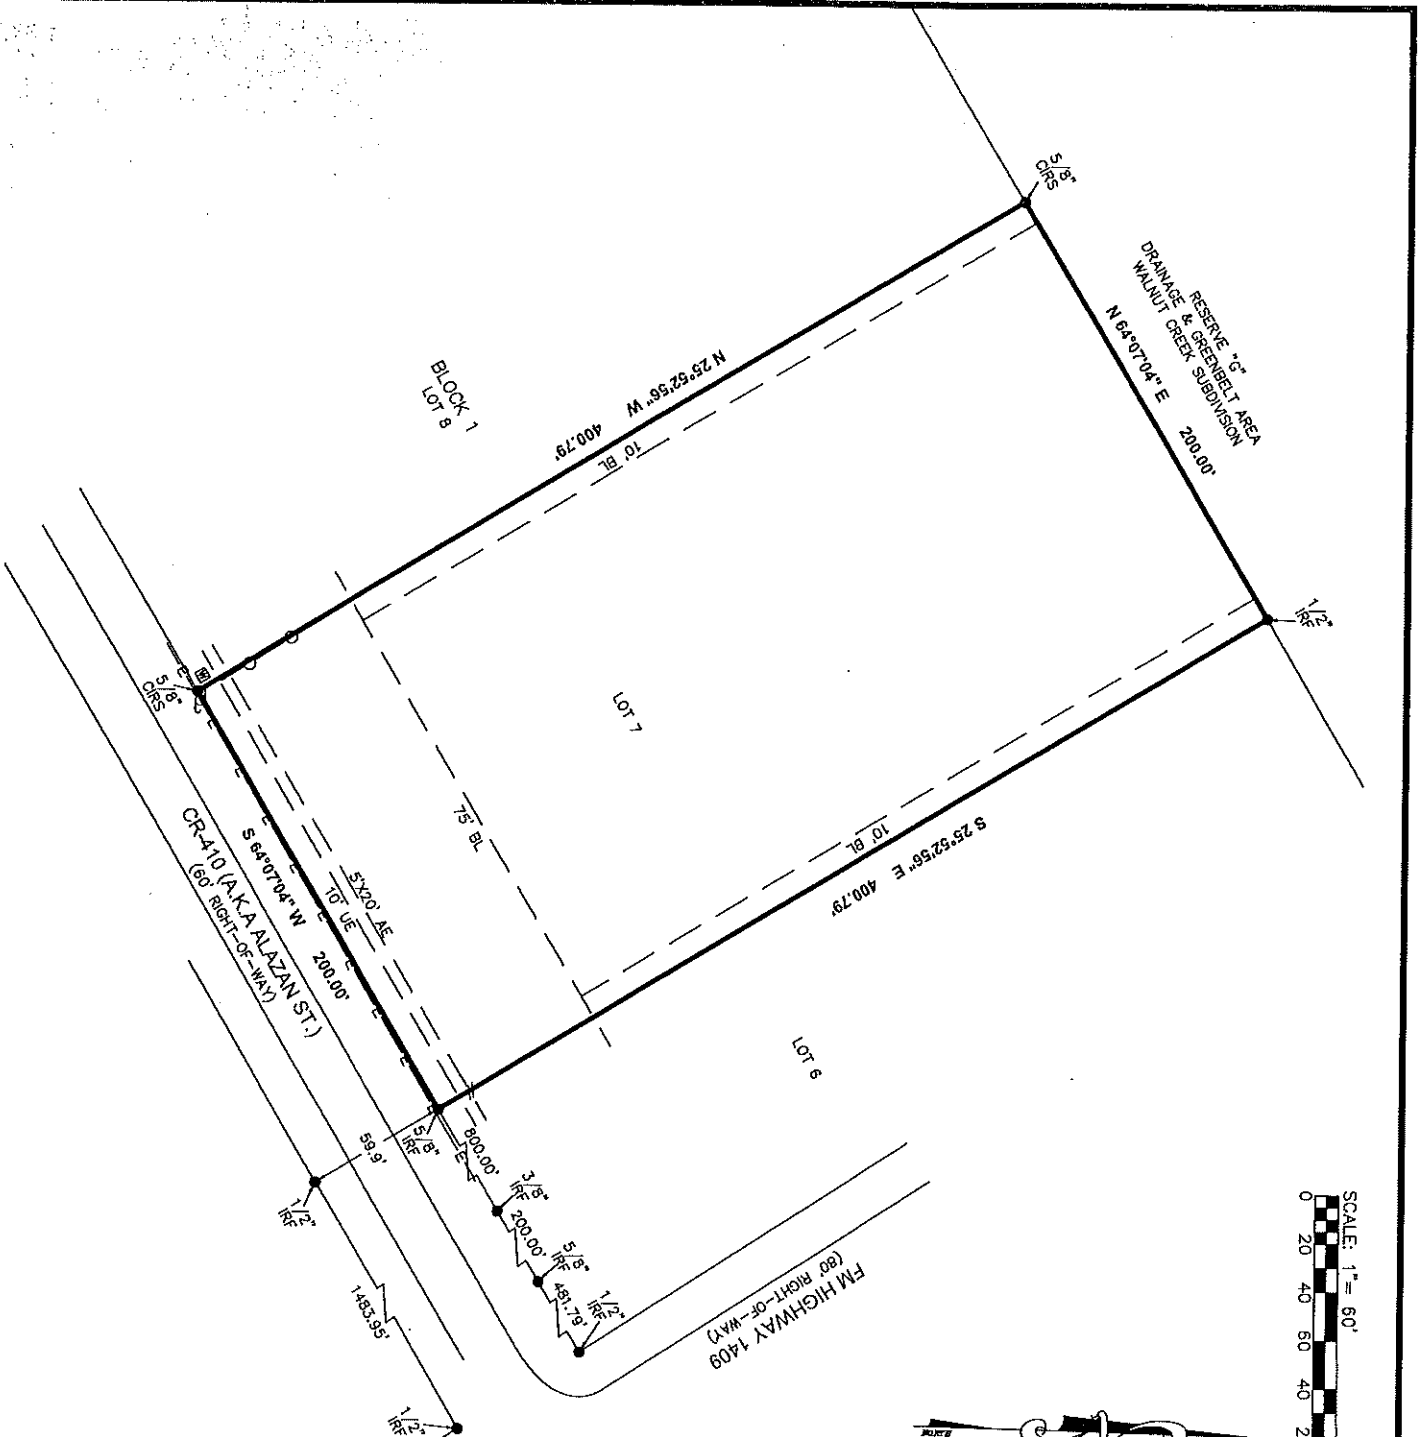 5/8"
CIRS
RESERVE "G"
DRAINAGE & GREENBELT AREA
WALNUT CREEK SUBDIVISION
N 64°07'04" E 200.00'
1/2"
IRF
N 25°52'56" W 400.79'
10' BL
BLOCK 1
LOT 8
LOT 7
75' BL
10' BL
S 25°52'56" E 400.79'
LOT 6
5/8"
CIRS
E
5'X20' AE
10' UE
S 64°07'04" W 200.00'
CR-410 (A.K.A ALAZAN ST.)
(60' RIGHT-OF-WAY)
5/8"
IRF
E
800.00'
3/8"
IRF
200.00'
5/8"
IRF
481.79'
1/2"
IRF
59.9'
1/2"
IRF
1483.95'
1/2"
IRF
FM HIGHWAY 1409
(80' RIGHT-OF-WAY)
SCALE: 1"= 60'
0 20 40 60 40 2